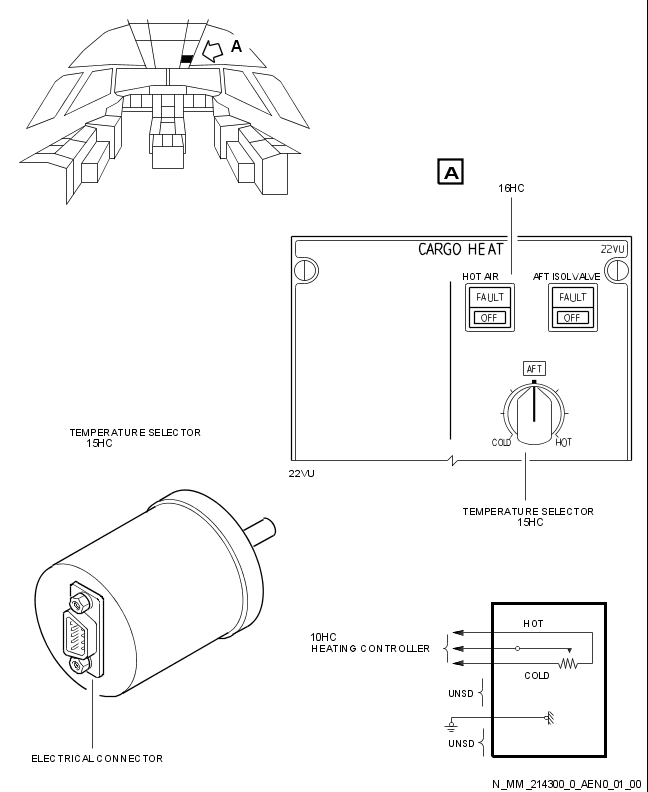 A
A
16HC
CARGO HEAT
22VU
HOT AIR
AFT ISOL VALVE
FAULT
OFF
FAULT
OFF
AFT
COLD
HOT
22VU
TEMPERATURE SELECTOR
15HC
TEMPERATURE SELECTOR
15HC
10HC
HEATING CONTROLLER
HOT
COLD
UNSD
UNSD
ELECTRICAL CONNECTOR
N_MM_214300_0_AEN0_01_00